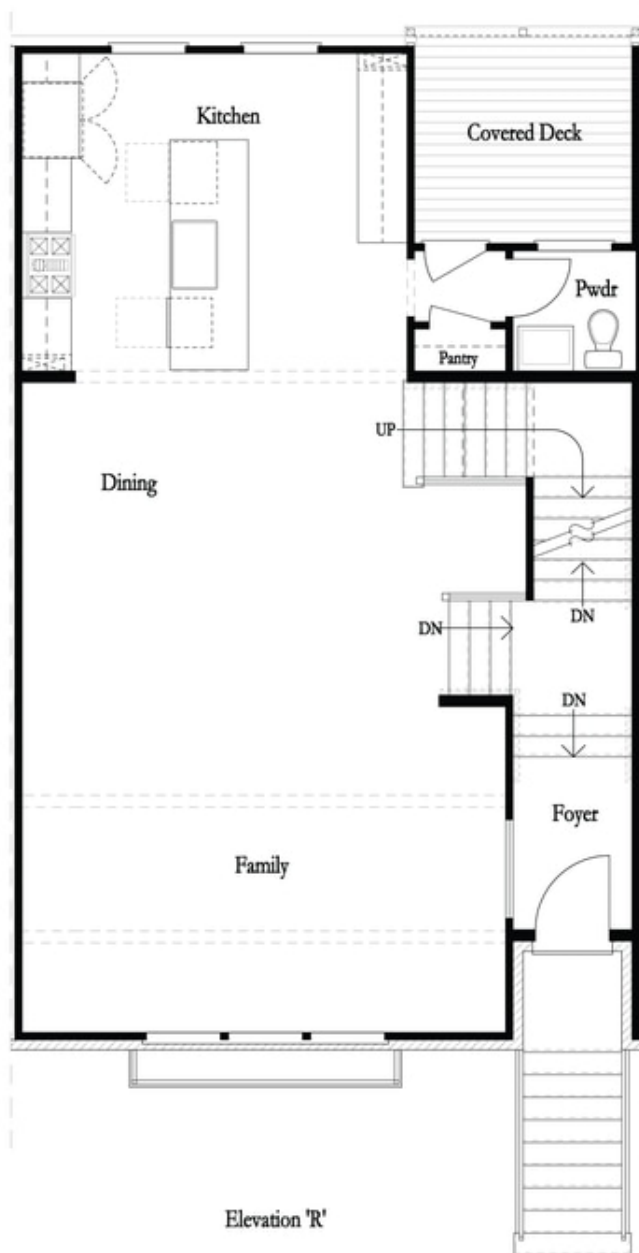 Kitchen
Covered Deck
Pwdr
Pantry
UP
Dining
DN
DN
DN
Foyer
Family
Elevation 'R'